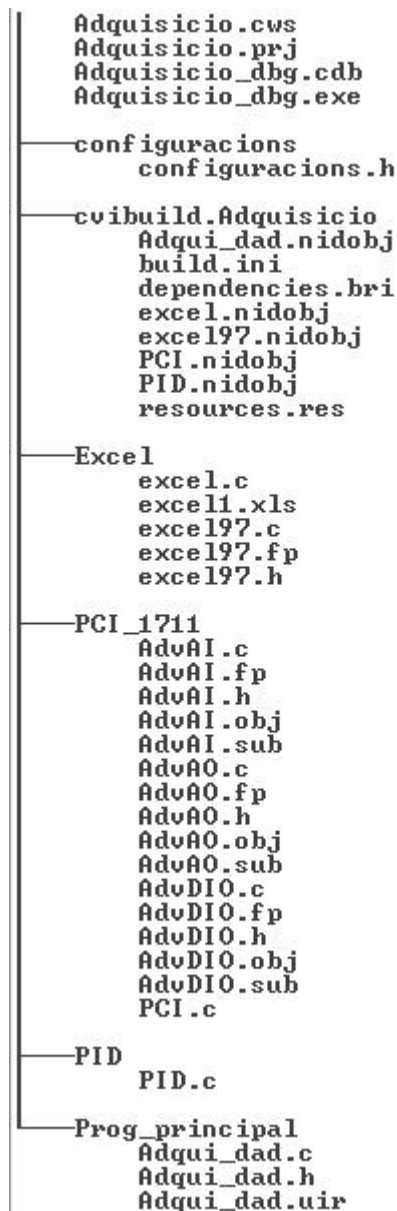 Adquisicio.cws
Adquisicio.prj
Adquisicio_dbg.cdb
Adquisicio_dbg.exe
configuracions
configuracions.h
cvibuild.Adquisicio
Adqui_dad.nidobj
build.ini
dependencies.bri
excel.nidobj
excel97.nidobj
PCI.nidobj
PID.nidobj
resources.res
Excel
excel.c
excel1.xls
excel97.c
excel97.fp
excel97.h
PCI_1711
AdvAI.c
AdvAI.fp
AdvAI.h
AdvAI.obj
AdvAI.sub
AdvAO.c
AdvAO.fp
AdvAO.h
AdvAO.obj
AdvAO.sub
AdvDIO.c
AdvDIO.fp
AdvDIO.h
AdvDIO.obj
AdvDIO.sub
PCI.c
PID
PID.c
Prog_principal
Adqui_dad.c
Adqui_dad.h
Adqui_dad.uir